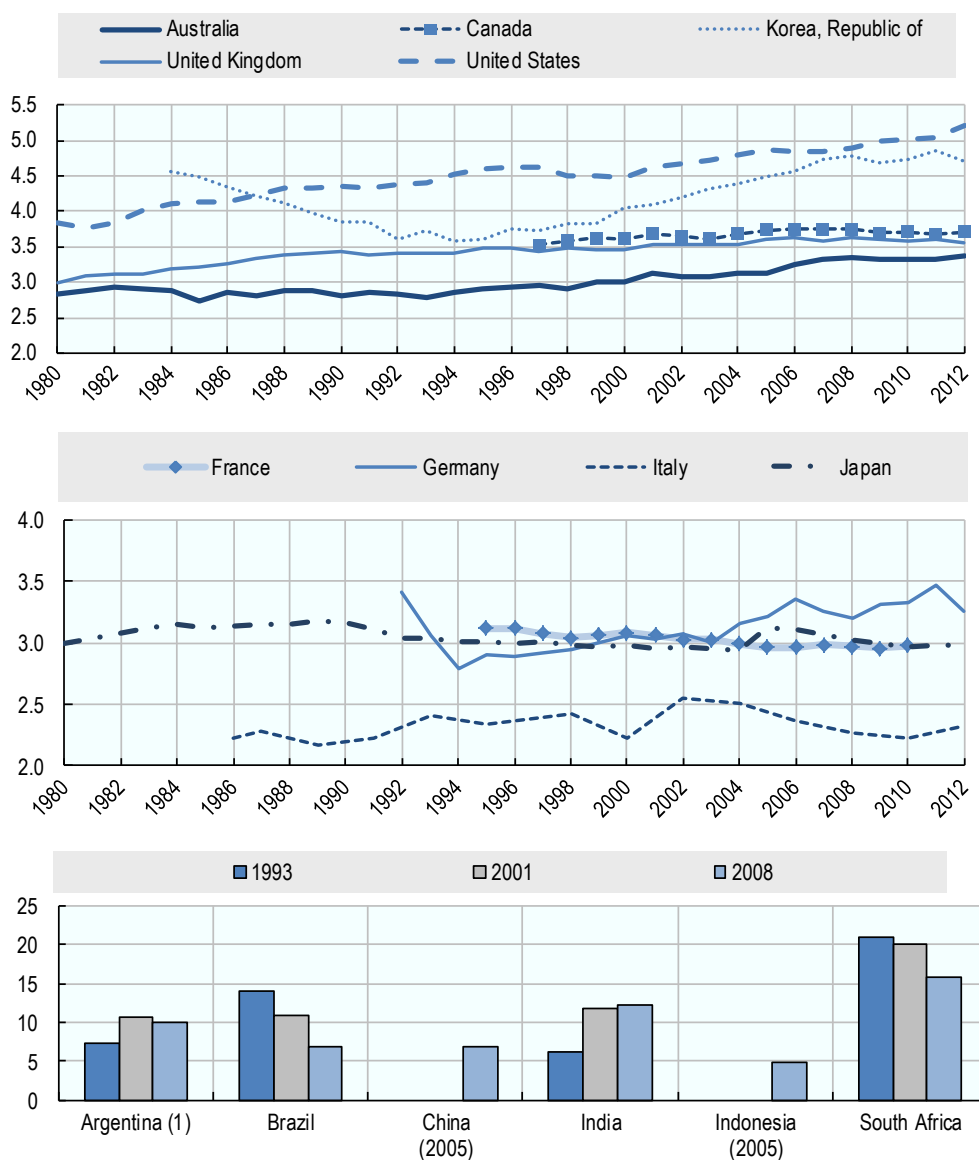 Australia Canada Korea, Republic of
United Kingdom United States
5.5
5.0
4.5
4.0
3.5
3.0
2.5
2.0
1980 1982 1984 1986 1988 1990 1992 1994 1996 1998 2000 2002 2004 2006 2008 2010 2012
France Germany Italy Japan
4.0
3.5
3.0
2.5
2.0
1980 1982 1984 1986 1988 1990 1992 1994 1996 1998 2000 2002 2004 2006 2008 2010 2012
1993 2001 2008
25
20
15
10
5
0
Argentina (1) Brazil China India Indonesia South Africa
(2005) (2005)